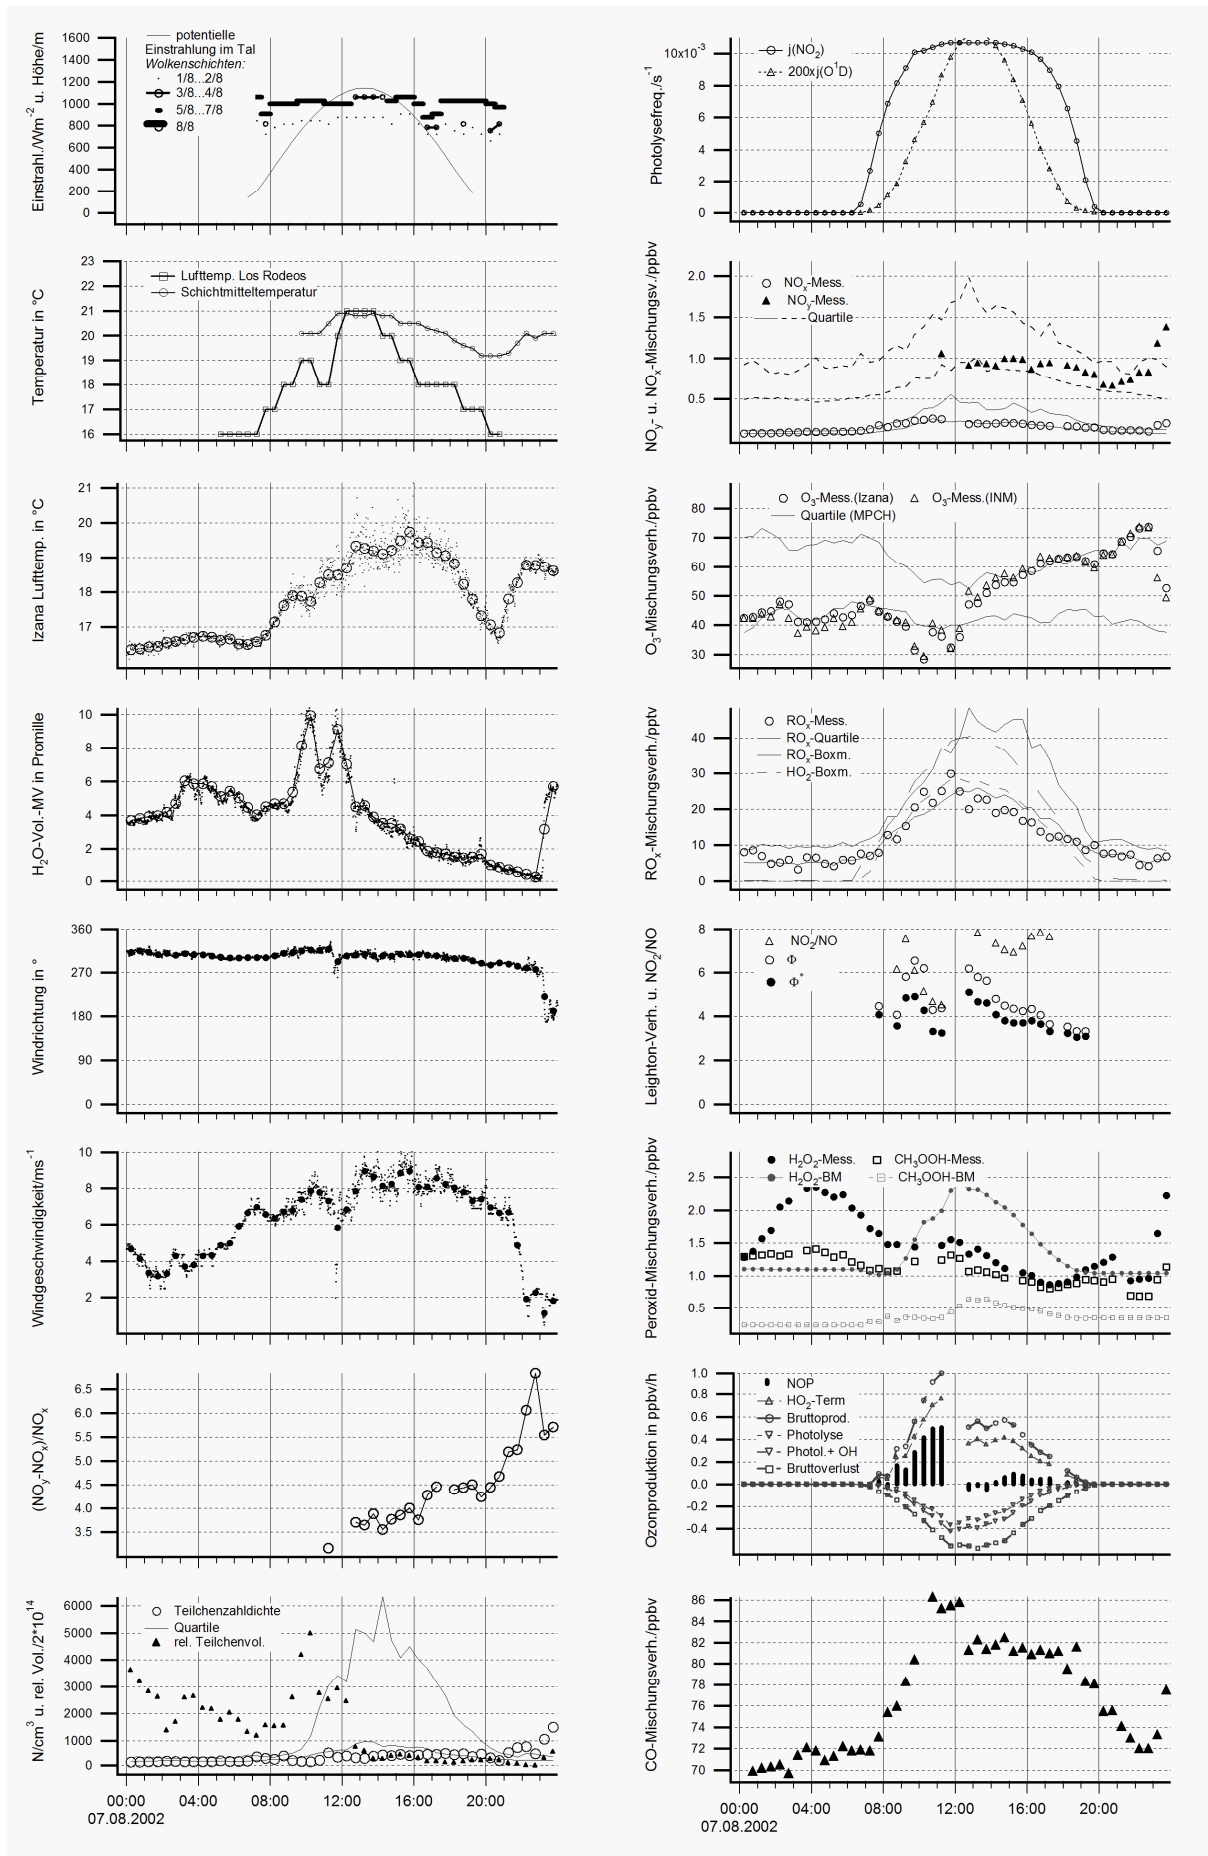 Einstrahl./Wm⁻² u. Höhe/m
1600
1400
1200
1000
800
600
400
200
0
potentielle
Einstrahlung im Tal
Wolkenschichten:
1/8...2/8
3/8...4/8
5/8...7/8
8/8
Photolysefreq./s⁻¹
10x10⁻³
8
6
4
2
0
j(NO₂)
200xj(O¹D)
Temperatur in °C
23
22
21
20
19
18
17
16
Lufttemp. Los Rodeos
Schichtmitteltemperatur
NOy- u. NOx-Mischungsv./ppbv
2.0
1.5
1.0
0.5
NOx-Mess.
NOy-Mess.
Quartile
Izana Lufttemp. in °C
21
20
19
18
17
O₃-Mischungsverh./ppbv
80
70
60
50
40
30
O₃-Mess.(Izana)
O₃-Mess.(INM)
Quartile (MPCH)
H₂O-Vol.-MV in Promille
10
8
6
4
2
0
ROx-Mischungsverh./pptv
40
30
20
10
0
ROx-Mess.
ROx-Quartile
ROx-Boxm.
HO₂-Boxm.
Windrichtung in °
360
270
180
90
0
Leighton-Verh. u. NO₂/NO
8
6
4
2
0
NO₂/NO
Φ
Φ*
Windgeschwindigkeit/ms⁻¹
10
8
6
4
2
Peroxid-Mischungsverh./ppbv
2.5
2.0
1.5
1.0
0.5
H₂O₂-Mess.
CH₃OOH-Mess.
H₂O₂-BM
CH₃OOH-BM
(NOy-NOx)/NOx
6.5
6.0
5.5
5.0
4.5
4.0
3.5
Ozonproduktion in ppbv/h
1.0
0.8
0.6
0.4
0.2
0.0
-0.2
-0.4
NOP
HO₂-Term
Bruttoprod.
Photolyse
Photol.+ OH
Bruttoverlust
N/cm³ u. rel. Vol./2*10¹⁴
6000
5000
4000
3000
2000
1000
0
Teilchenzahldichte
Quartile
rel. Teilchenvol.
00:00 04:00 08:00 12:00 16:00 20:00
07.08.2002
CO-Mischungsverh./ppbv
86
84
82
80
78
76
74
72
70
00:00 04:00 08:00 12:00 16:00 20:00
07.08.2002